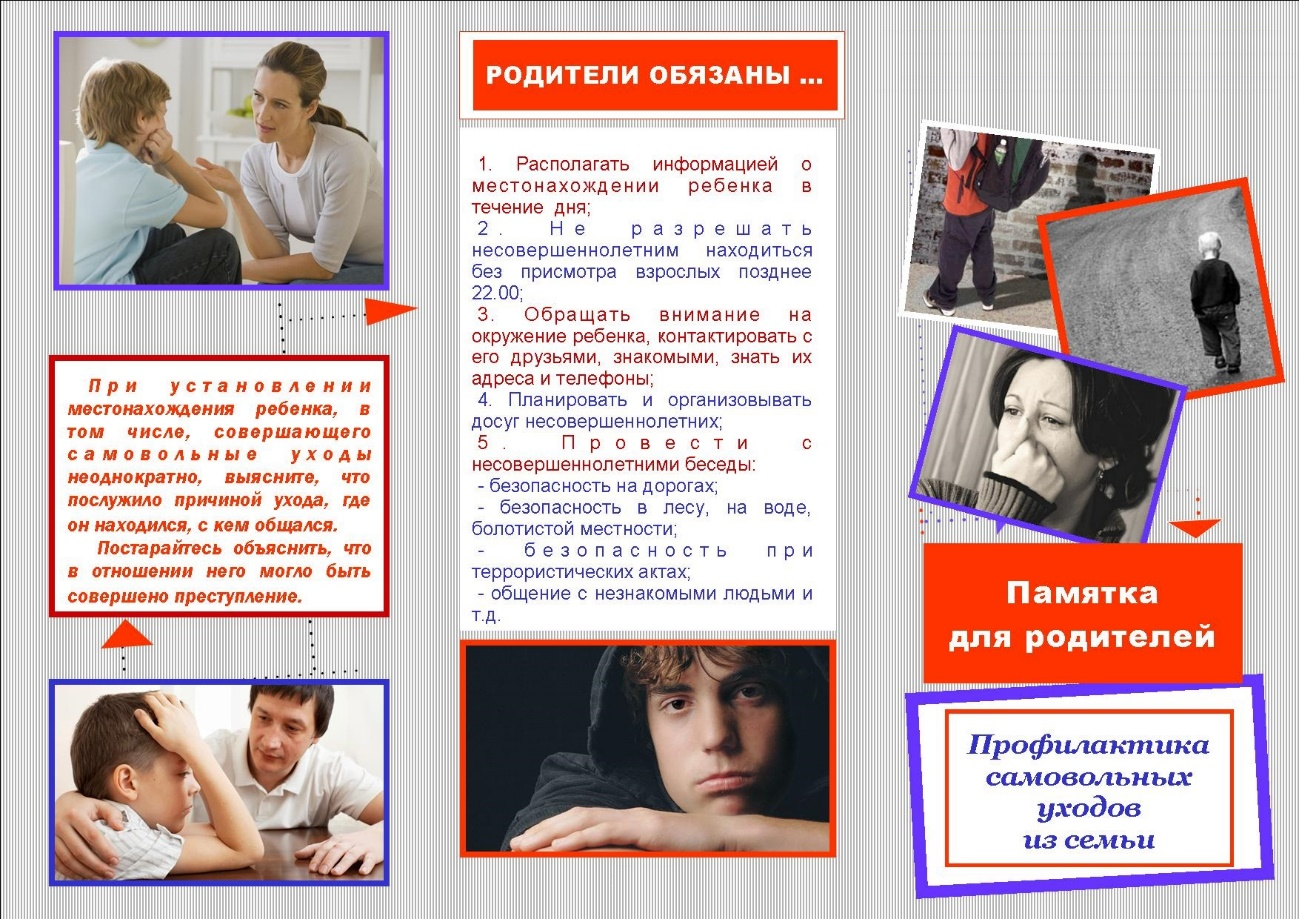 При установлении
местонахождения ребенка, в
том числе, совершающего
самовольные уходы
неоднократно, выясните, что
послужило причиной ухода, где
он находился, с кем общался.
Постарайтесь объяснить, что
в отношении него могло быть
совершено преступление.
РОДИТЕЛИ ОБЯЗАНЫ ...
1. Располагать информацией о
местонахождении ребенка в
течение дня;
2. Не разрешать
несовершеннолетним находиться
без присмотра взрослых позднее
22.00;
3. Обращать внимание на
окружение ребенка, контактировать с
его друзьями, знакомыми, знать их
адреса и телефоны;
4. Планировать и организовывать
досуг несовершеннолетних;
5. Провести с
несовершеннолетними беседы:
- безопасность на дорогах;
- безопасность в лесу, на воде,
болотистой местности;
- безопасность при
террористических актах;
- общение с незнакомыми людьми и
т.д.
Памятка
для родителей
Профилактика
самовольных
уходов
из семьи